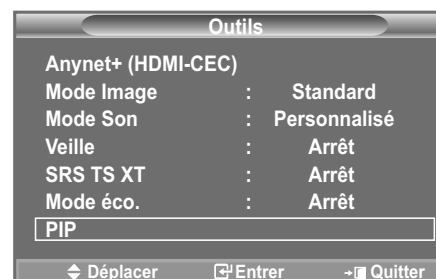 Outils
Anynet+ (HDMI-CEC)
Mode Image : Standard
Mode Son : Personnalisé
Veille : Arrêt
SRS TS XT : Arrêt
Mode éco. : Arrêt
PIP
Déplacer Entrer Quitter